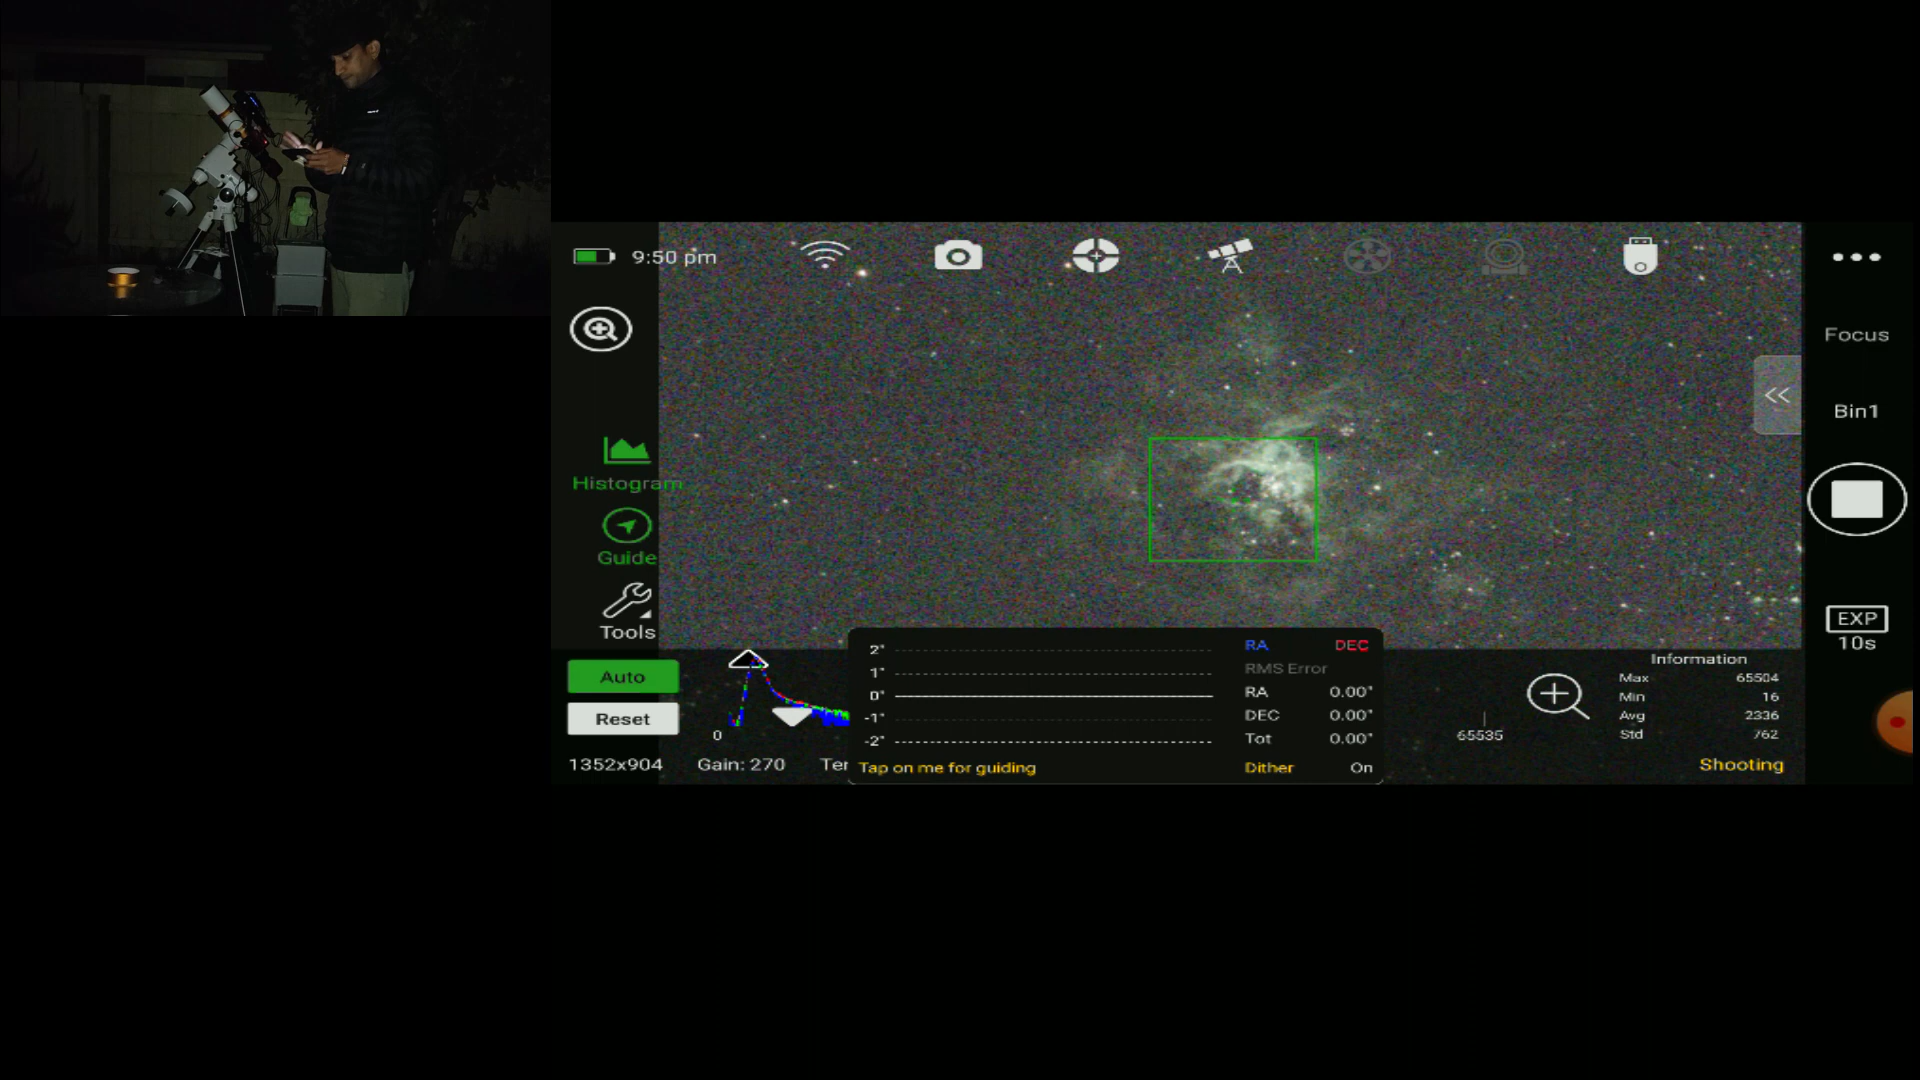 9:50 pm
Focus
Bin1
Histogram
Guide
Tools
EXP
10s
Auto
Reset
0
2"
1"
0"
-1"
-2"
RA DEC
RMS Error
RA 0.00"
DEC 0.00"
Tot 0.00"
Tap on me for guiding
Dither On
65535
Information
Max 65504
Min 16
Avg 2336
Std 762
1352x904
Gain: 270
Ter
Shooting